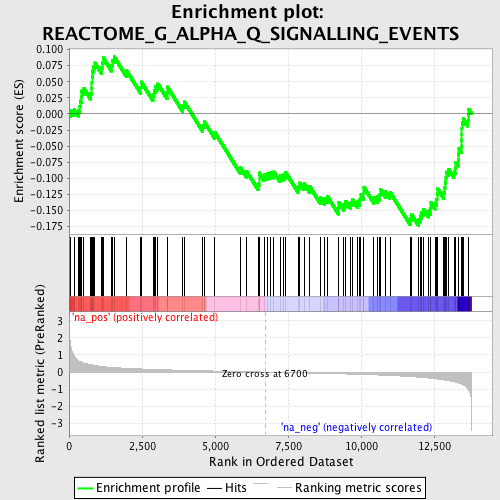 Enrichment plot:
REACTOME_G_ALPHA_Q_SIGNALLING_EVENTS
Enrichment score (ES)
0.100
0.075
0.050
0.025
0.000
-0.025
-0.050
-0.075
-0.100
-0.125
-0.150
-0.175
'na_pos' (positively correlated)
Ranked list metric (PreRanked)
3
2
1
0
-1
-2
-3
Zero cross at 6700
'na_neg' (negatively correlated)
0
2,500
5,000
7,500
10,000
12,500
Rank in Ordered Dataset
Enrichment profile
Hits
Ranking metric scores